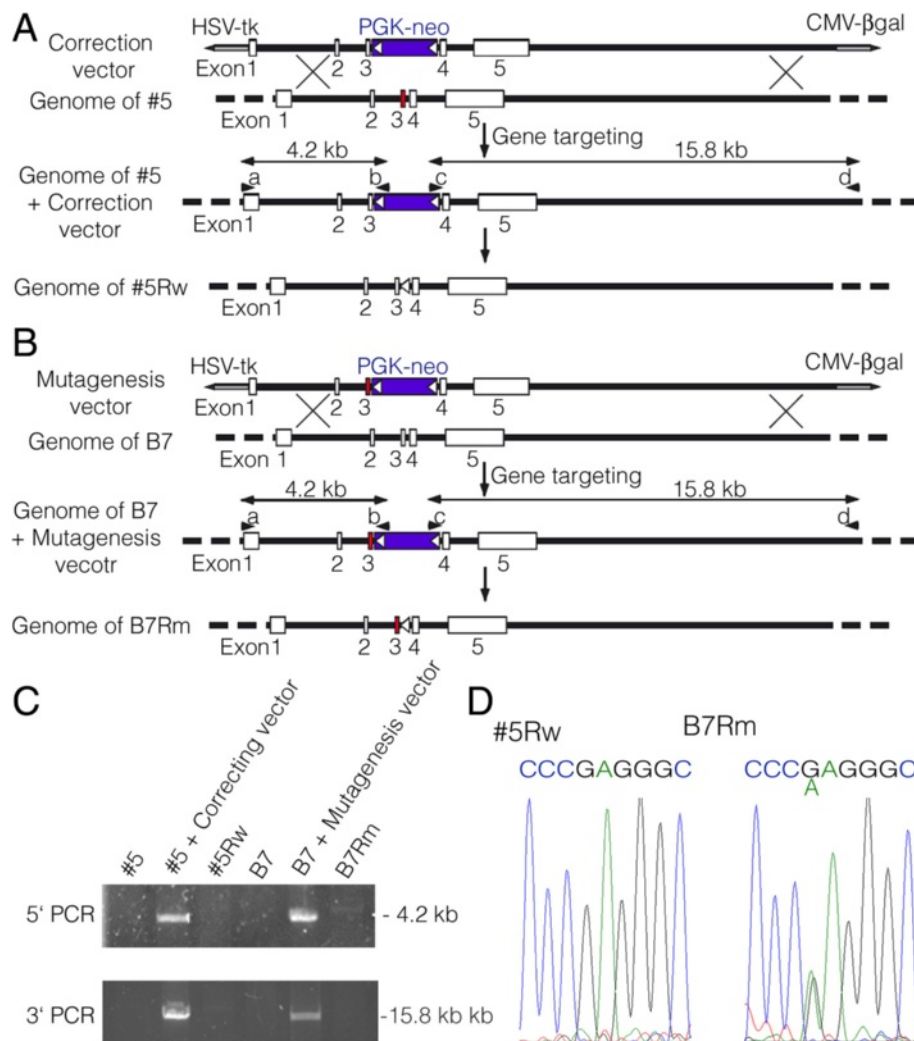 A
HSV-tk
PGK-neo
CMV-βgal
Correction
vector
Exon1 2 3 4 5
Genome of #5
Exon 1 2 3 4 5
Gene targeting
4.2 kb 15.8 kb
Genome of #5
+ Correction
vector
a b c d
Exon1 2 3 4 5
Genome of #5Rw
Exon1 2 3 4 5
B
HSV-tk
PGK-neo
CMV-βgal
Mutagenesis
vector
Exon1 2 3 4 5
Genome of B7
Exon 1 2 3 4 5
Gene targeting
4.2 kb 15.8 kb
Genome of B7
+ Mutagenesis
vecotr
a b c d
Exon1 2 3 4 5
Genome of B7Rm
Exon1 2 3 4 5
C
#5
#5 + Correcting vector
#5Rw
B7
B7 + Mutagenesis vector
B7Rm
5‘ PCR - 4.2 kb
3‘ PCR -15.8 kb kb
D
#5Rw
CCCGAGGGC
B7Rm
CCCGAGGGC
A